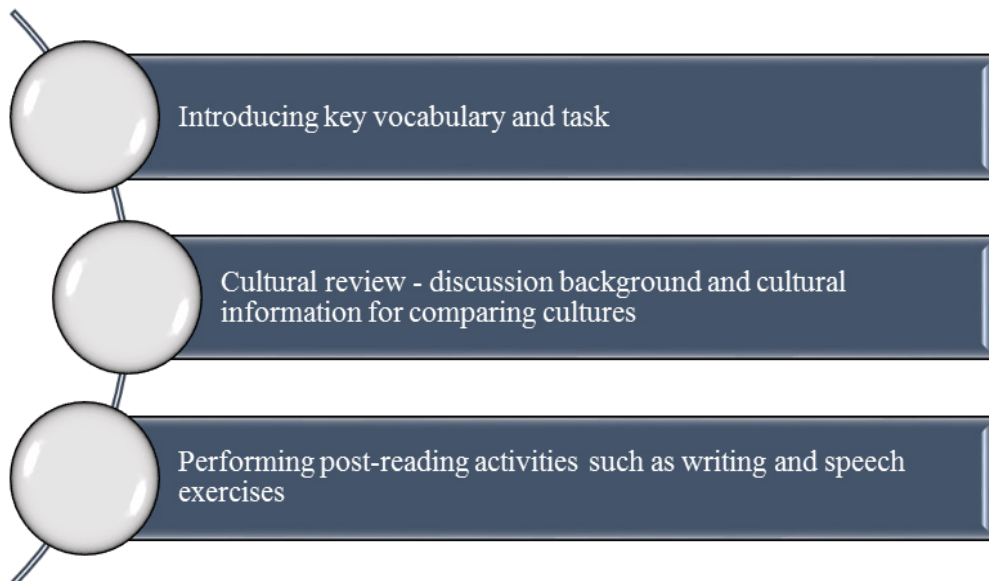 Introducing key vocabulary and task
Cultural review - discussion background and cultural
information for comparing cultures
Performing post-reading activities such as writing and speech
exercises